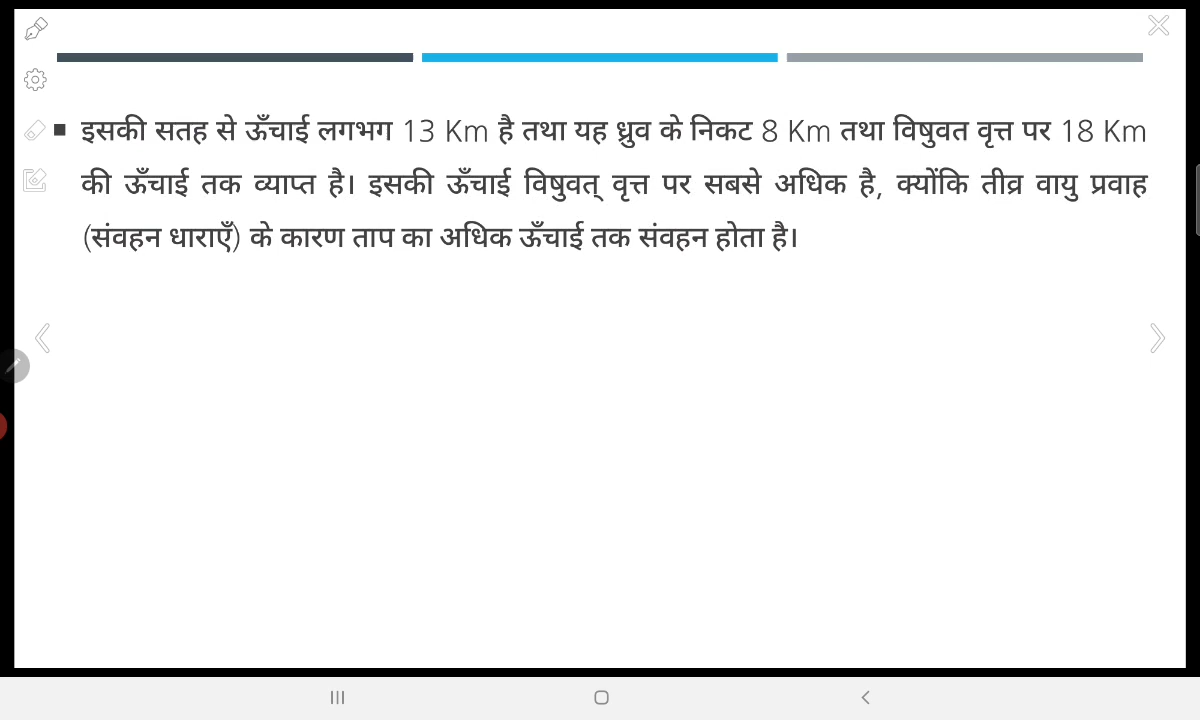 ▪ इसकी सतह से ऊँचाई लगभग 13 Km है तथा यह ध्रुव के निकट 8 Km तथा विषुवत वृत्त पर 18 Km
की ऊँचाई तक व्याप्त है। इसकी ऊँचाई विषुवत् वृत्त पर सबसे अधिक है, क्योंकि तीव्र वायु प्रवाह
(संवहन धाराएँ) के कारण ताप का अधिक ऊँचाई तक संवहन होता है।